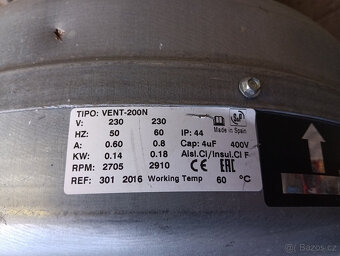 TIPO: VENT-200N
V: 230 230 Made in Spain
HZ: 50 60 IP: 44
A: 0.60 0.8 Cap: 4uF 400V
KW: 0.14 0.18 Aisl.Cl/Insul.Cl F
RPM: 2705 2910 CE EAC
REF: 301 2016 Working Temp 60 °C
© Bazos.cz